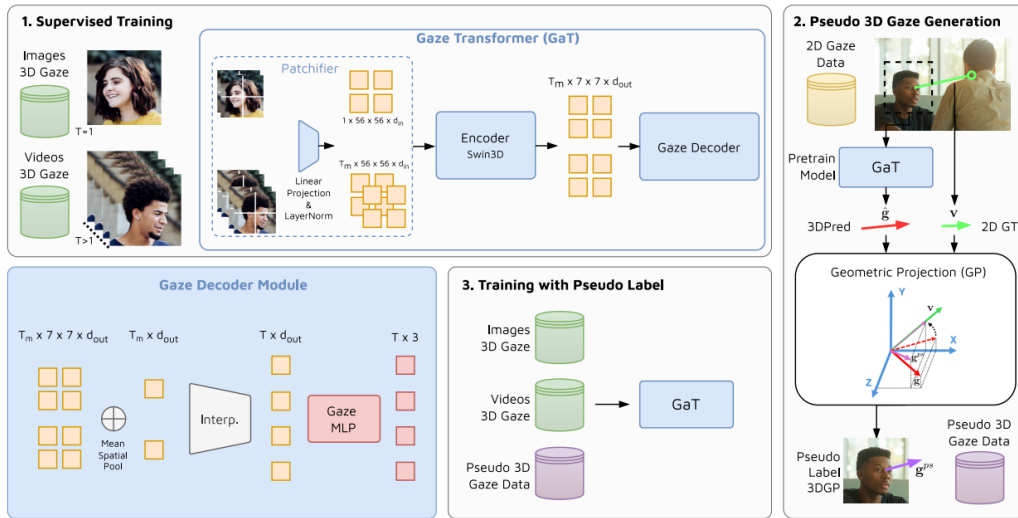 1. Supervised Training
Images
3D Gaze
T=1
Videos
3D Gaze
T>1
Gaze Transformer (GaT)
Patchifier
1 x 56 x 56 x d_in
Linear
Projection
&
LayerNorm
T_m x 56 x 56 x d_in
Encoder
Swin3D
T_m x 7 x 7 x d_out
Gaze Decoder
2. Pseudo 3D Gaze Generation
2D Gaze
Data
Pretrain
Model
GaT
ĝ
v
3DPred
2D GT
Geometric Projection (GP)
Y
v
X
g^ps
ĝ
Z
Pseudo
Label
3DGP
g^ps
Pseudo 3D
Gaze Data
Gaze Decoder Module
T_m x 7 x 7 x d_out
T_m x d_out
T x d_out
T x 3
Mean
Spatial
Pool
Interp.
Gaze
MLP
3. Training with Pseudo Label
Images
3D Gaze
Videos
3D Gaze
Pseudo 3D
Gaze Data
GaT